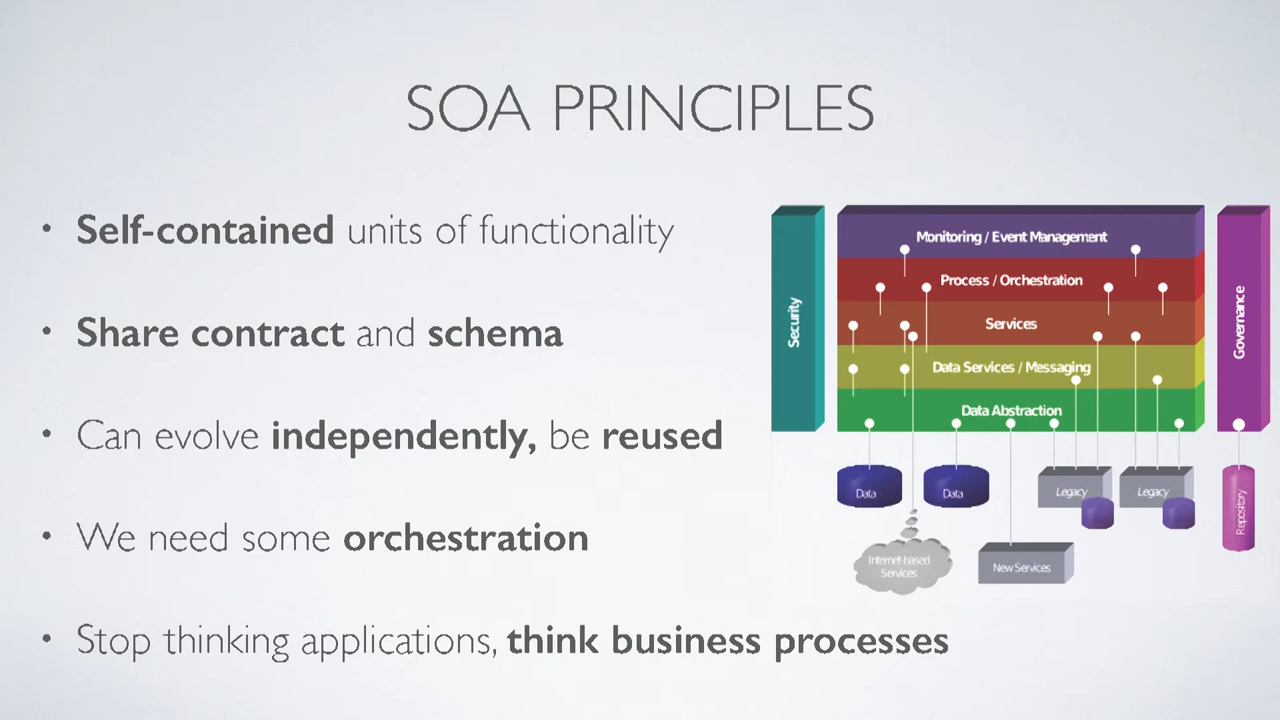 SOA PRINCIPLES
• Self-contained units of functionality
• Share contract and schema
• Can evolve independently, be reused
• We need some orchestration
• Stop thinking applications, think business processes
Security
Monitoring / Event Management
Process / Orchestration
Services
Data Services / Messaging
Data Abstraction
Governance
Data
Data
Legacy
Legacy
Repository
Internet-based
Services
New Services